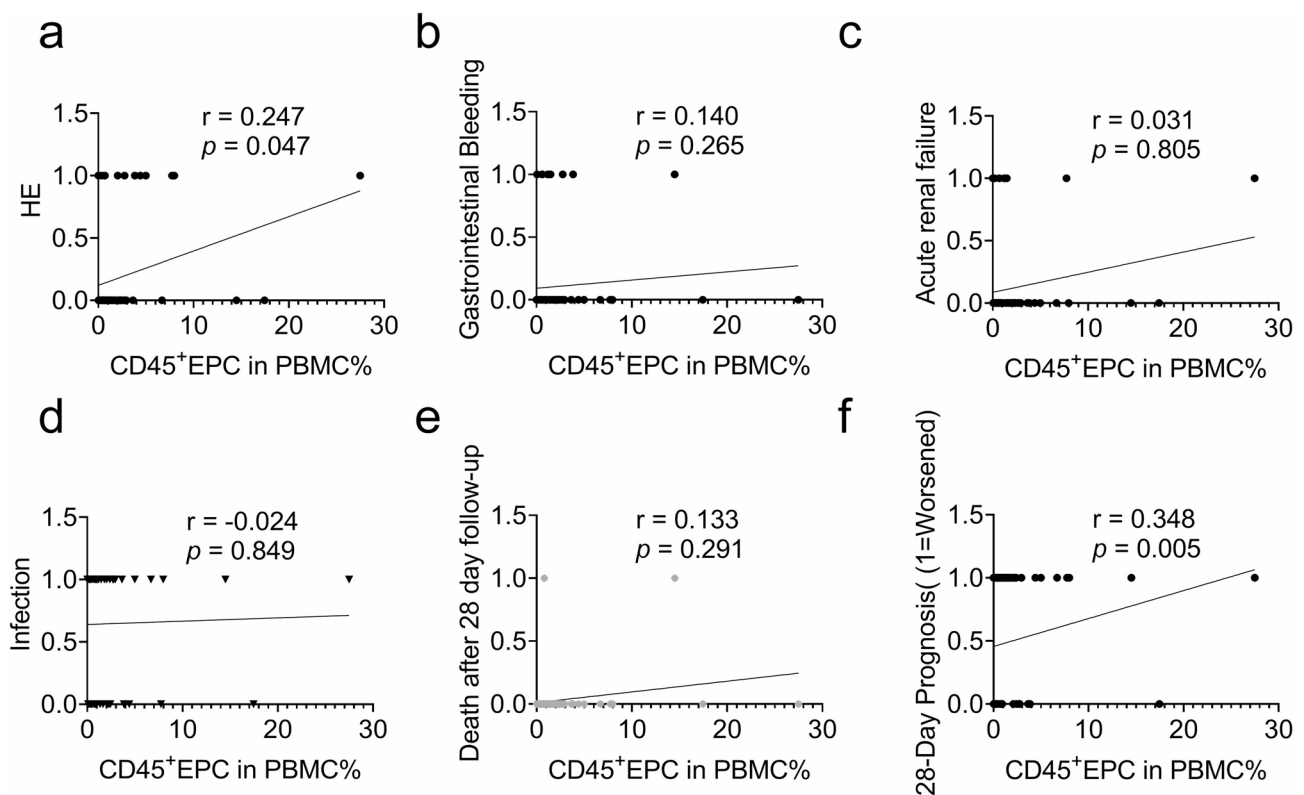 a
r = 0.247
p = 0.047
HE
1.5
1.0
0.5
0.0
0 10 20 30
CD45⁺EPC in PBMC%
b
r = 0.140
p = 0.265
Gastrointestinal Bleeding
1.5
1.0
0.5
0.0
0 10 20 30
CD45⁺EPC in PBMC%
c
r = 0.031
p = 0.805
Acute renal failure
1.5
1.0
0.5
0.0
0 10 20 30
CD45⁺EPC in PBMC%
d
r = -0.024
p = 0.849
Infection
1.5
1.0
0.5
0.0
0 10 20 30
CD45⁺EPC in PBMC%
e
r = 0.133
p = 0.291
Death after 28 day follow-up
1.5
1.0
0.5
0.0
0 10 20 30
CD45⁺EPC in PBMC%
f
r = 0.348
p = 0.005
28-Day Prognosis( (1=Worsened)
1.5
1.0
0.5
0.0
0 10 20 30
CD45⁺EPC in PBMC%